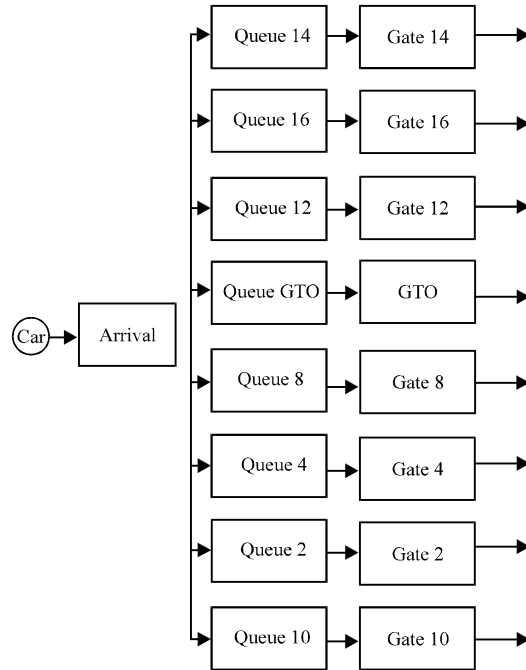 Queue 14
Gate 14
Queue 16
Gate 16
Queue 12
Gate 12
Queue GTO
GTO
Car
Arrival
Queue 8
Gate 8
Queue 4
Gate 4
Queue 2
Gate 2
Queue 10
Gate 10